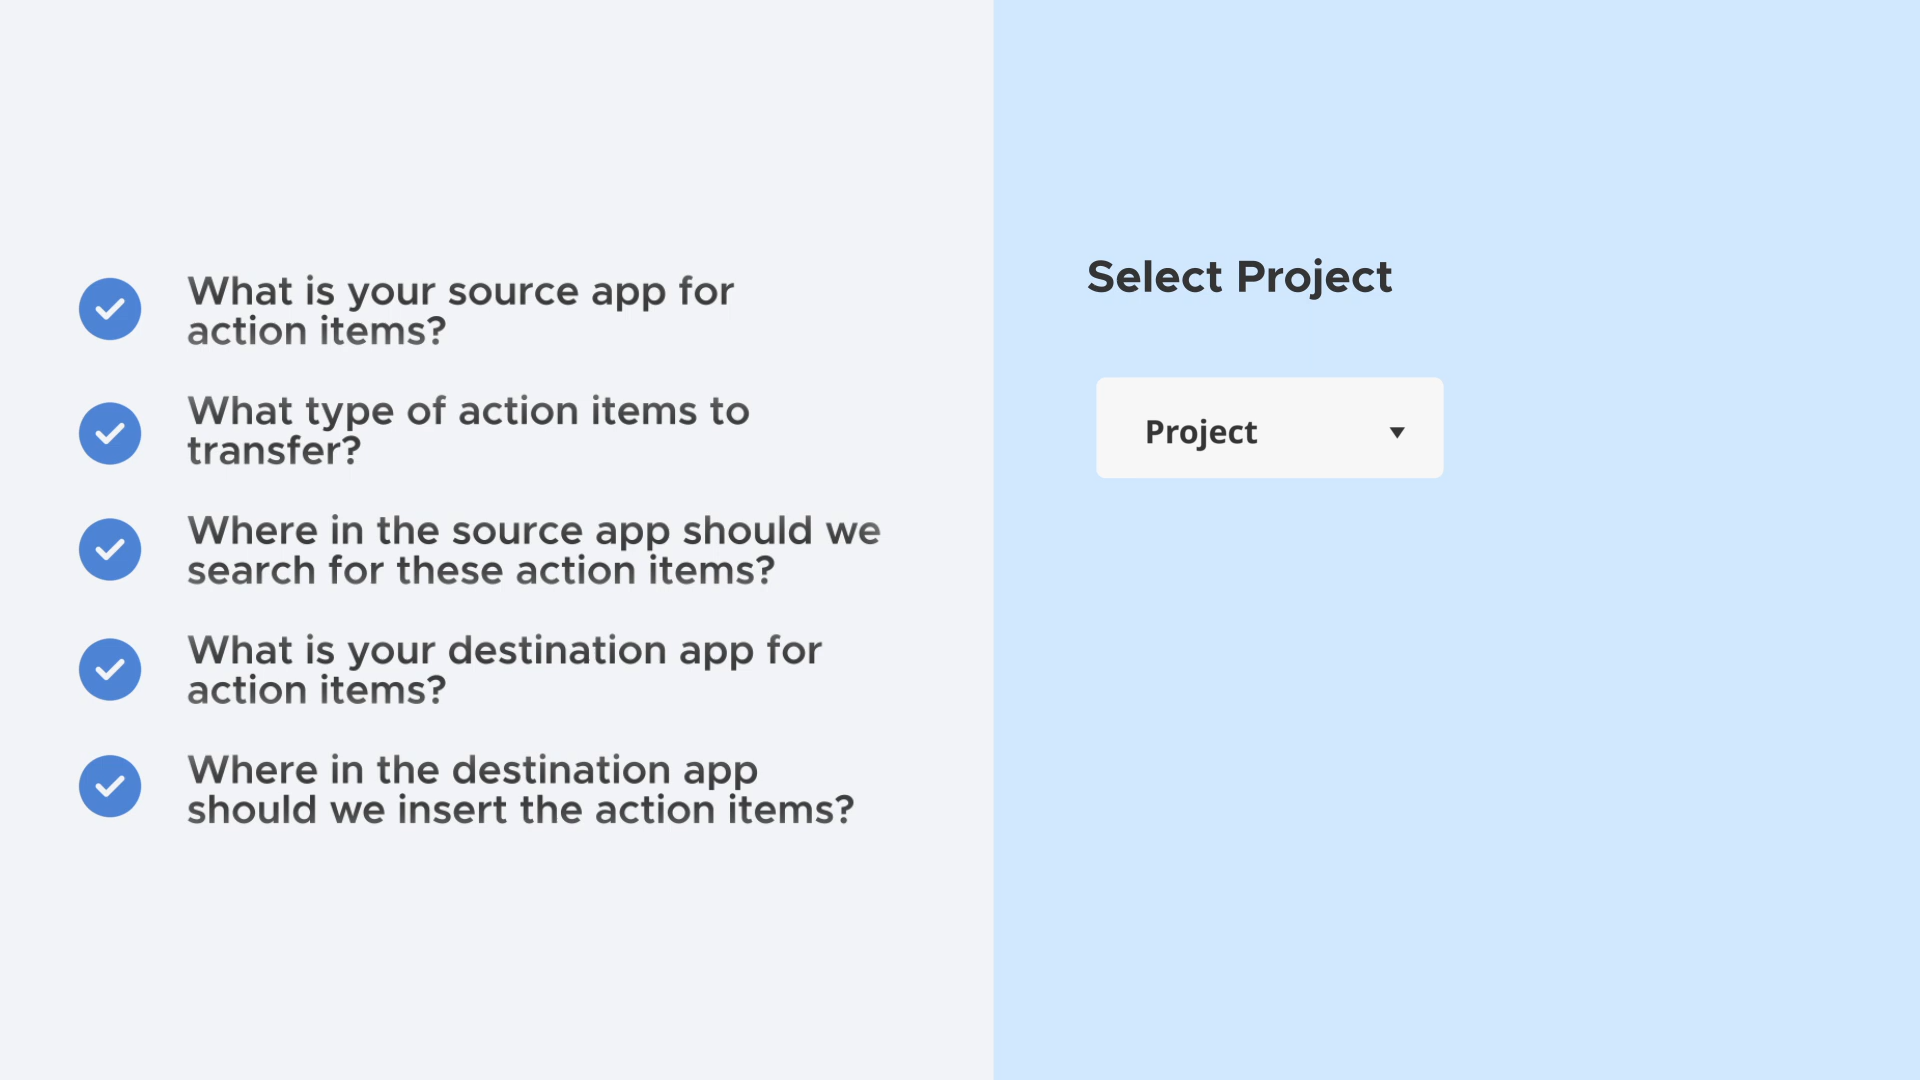 What is your source app for
action items?
What type of action items to
transfer?
Where in the source app should we
search for these action items?
What is your destination app for
action items?
Where in the destination app
should we insert the action items?
Select Project
Project